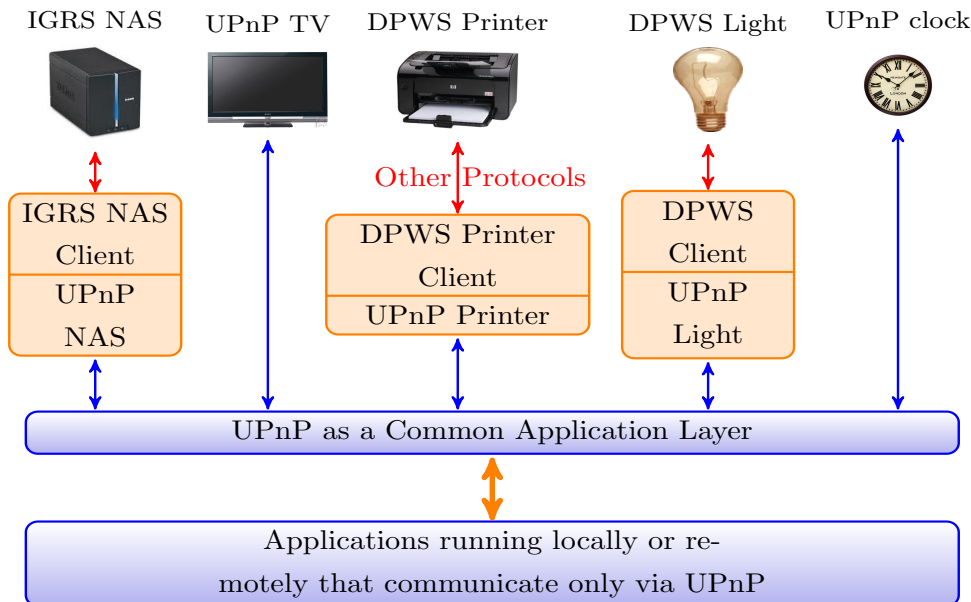 IGRS NAS
UPnP TV
DPWS Printer
DPWS Light
UPnP clock
Other Protocols
IGRS NAS
Client
UPnP
NAS
DPWS Printer
Client
UPnP Printer
DPWS
Client
UPnP
Light
UPnP as a Common Application Layer
Applications running locally or re-
motely that communicate only via UPnP